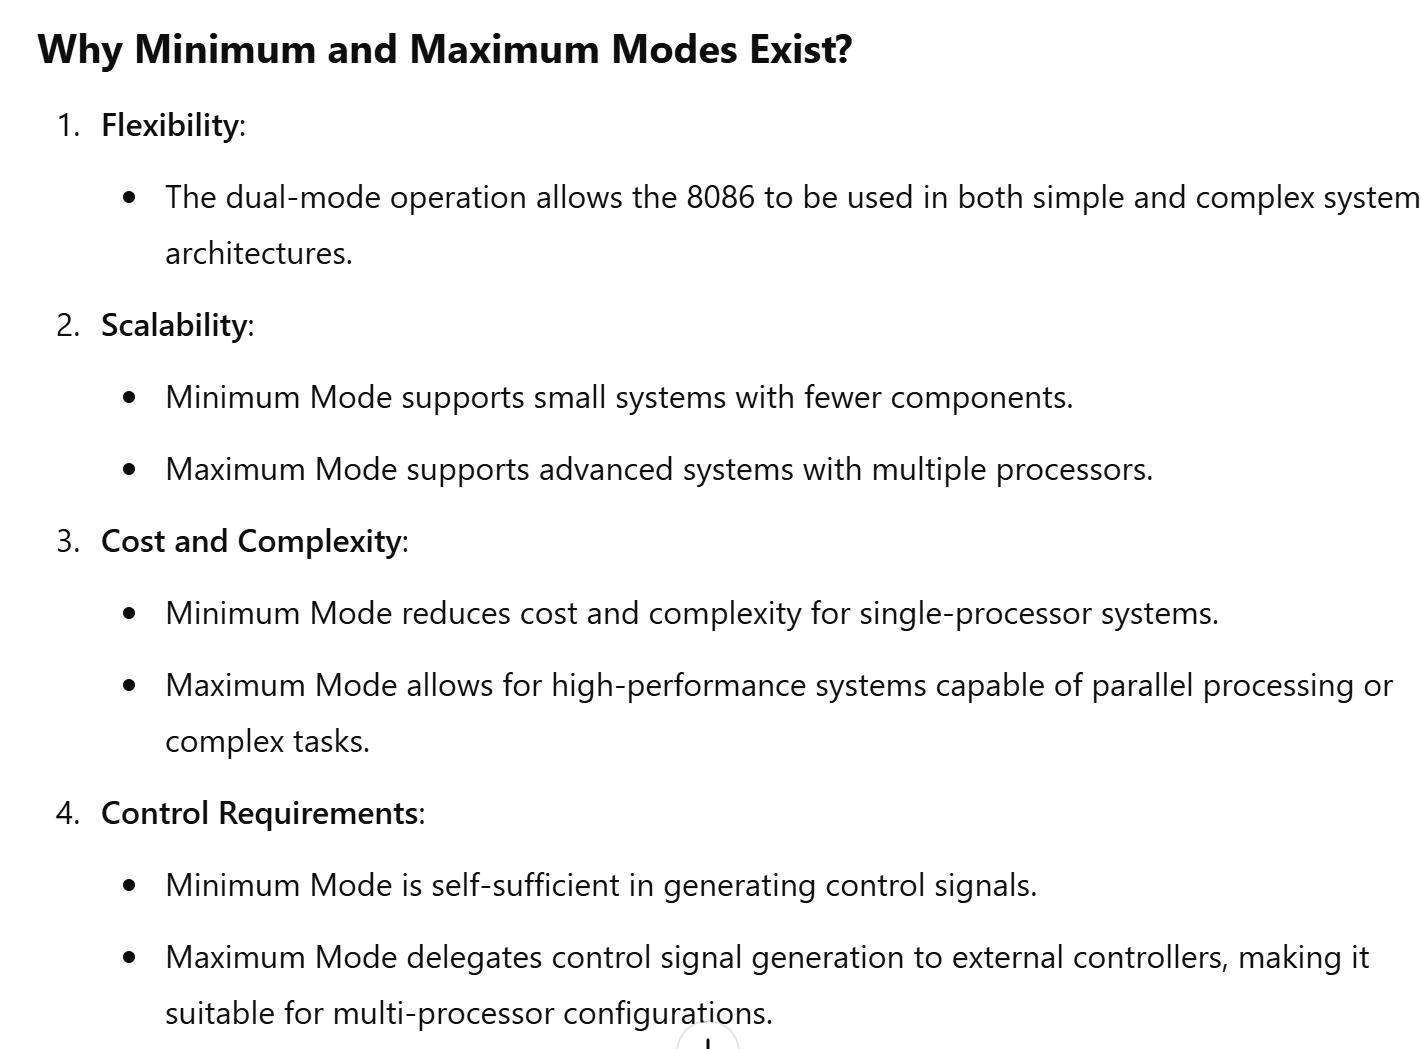 Why Minimum and Maximum Modes Exist?
1. Flexibility:
• The dual-mode operation allows the 8086 to be used in both simple and complex system
architectures.
2. Scalability:
• Minimum Mode supports small systems with fewer components.
• Maximum Mode supports advanced systems with multiple processors.
3. Cost and Complexity:
• Minimum Mode reduces cost and complexity for single-processor systems.
• Maximum Mode allows for high-performance systems capable of parallel processing or
complex tasks.
4. Control Requirements:
• Minimum Mode is self-sufficient in generating control signals.
• Maximum Mode delegates control signal generation to external controllers, making it
suitable for multi-processor configurations.